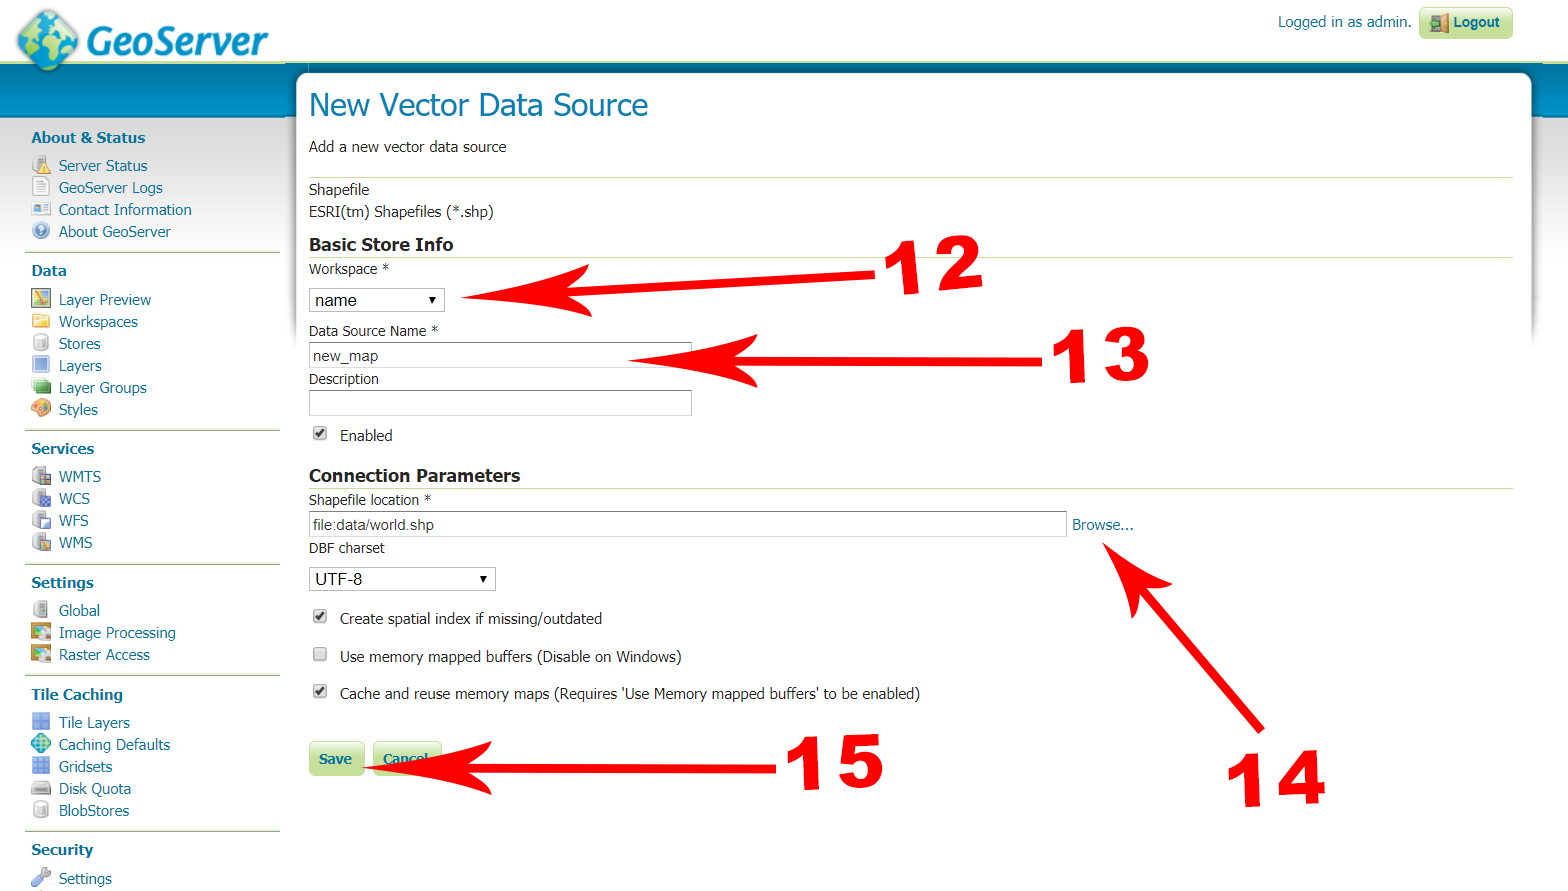 GeoServer
Logged in as admin.
Logout
About & Status
Server Status
GeoServer Logs
Contact Information
About GeoServer
Data
Layer Preview
Workspaces
Stores
Layers
Layer Groups
Styles
Services
WMTS
WCS
WFS
WMS
Settings
Global
Image Processing
Raster Access
Tile Caching
Tile Layers
Caching Defaults
Gridsets
Disk Quota
BlobStores
Security
Settings
New Vector Data Source
Add a new vector data source
Shapefile
ESRI(tm) Shapefiles (*.shp)
Basic Store Info
Workspace *
name
12
Data Source Name *
new_map
13
Description
Enabled
Connection Parameters
Shapefile location *
file:data/world.shp
Browse...
DBF charset
UTF-8
Create spatial index if missing/outdated
Use memory mapped buffers (Disable on Windows)
Cache and reuse memory maps (Requires 'Use Memory mapped buffers' to be enabled)
14
Save
Cancel
15